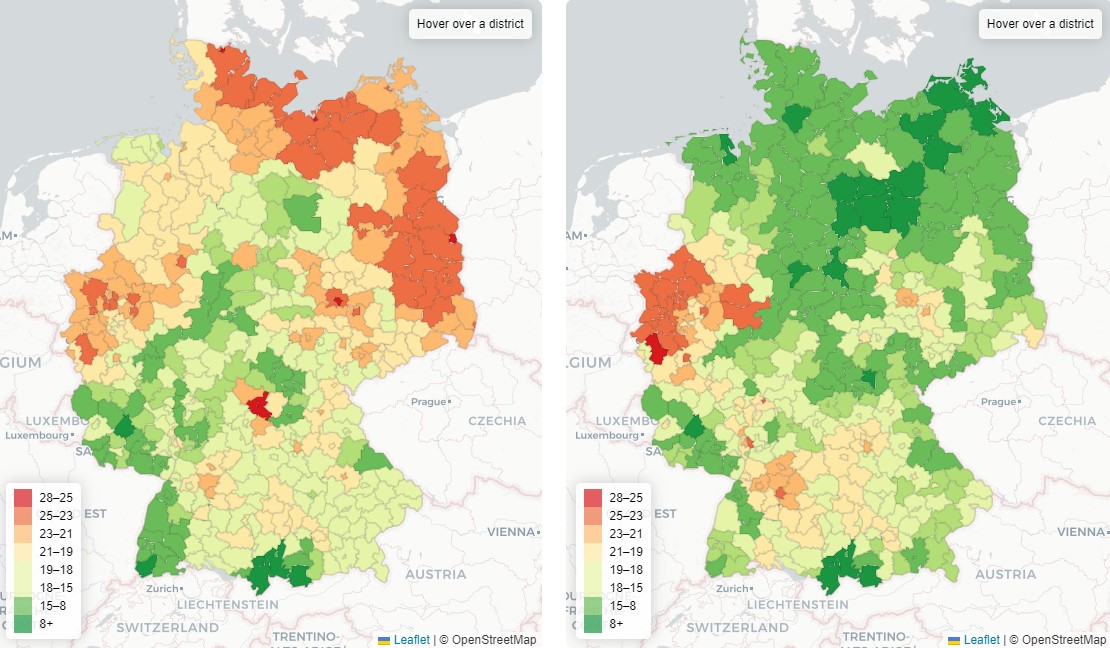 Hover over a district
AM
GIUM
LUXEMBU
Luxembourg
SA
Prague
CZECHIA
28–25
25–23
23–21
21–19
19–18
18–15
15–8
8+
EST
VIENNA
AUSTRIA
Zurich
LIECHTENSTEIN
SWITZERLAND
TRENTINO-
Leaflet | © OpenStreetMap
Hover over a district
AM
GIUM
LUXEMBU
Luxembourg
SA
Prague
CZECHIA
28–25
25–23
23–21
21–19
19–18
18–15
15–8
8+
EST
VIENNA
AUSTRIA
Zurich
LIECHTENSTEIN
SWITZERLAND
TRENTINO-
Leaflet | © OpenStreetMap